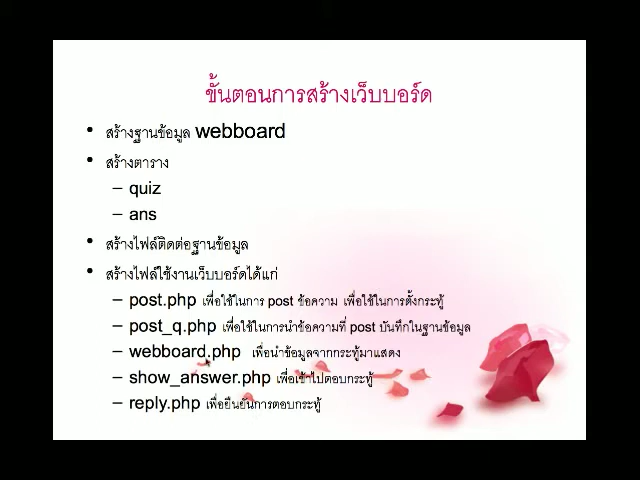 ขั้นตอนการสร้างเว็บบอร์ด
• สร้างฐานข้อมูล webboard
• สร้างตาราง
– quiz
– ans
• สร้างไฟล์ติดต่อฐานข้อมูล
• สร้างไฟล์ใช้งานเว็บบอร์ดได้แก่
– post.php เพื่อใช้ในการ post ข้อความ เพื่อใช้ในการตั้งกระทู้
– post_q.php เพื่อใช้ในการนำข้อความที่ post บันทึกในฐานข้อมูล
– webboard.php เพื่อนำข้อมูลจากกระทู้มาแสดง
– show_answer.php เพื่อเข้าไปตอบกระทู้
– reply.php เพื่อยืนยันการตอบกระทู้